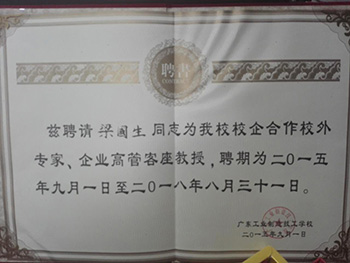 聘书
兹聘请 梁国生 同志为我校校企合作校外
专家、企业高管客座教授，聘期为二〇一五
年九月一日至二〇一八年八月三十一日。
广东工业制造技工学校
二〇一五年九月一日